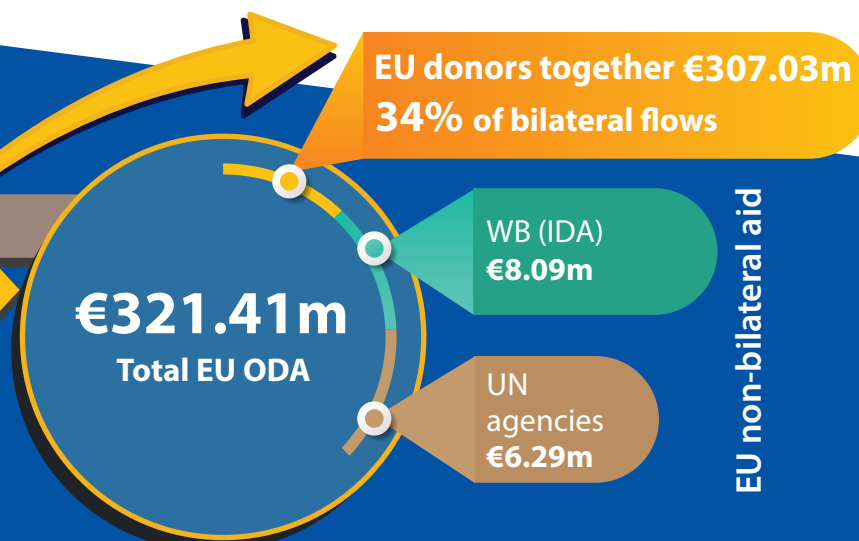 EU donors together €307.03m
34% of bilateral flows
WB (IDA)
€8.09m
€321.41m
Total EU ODA
UN
agencies
€6.29m
EU non-bilateral aid